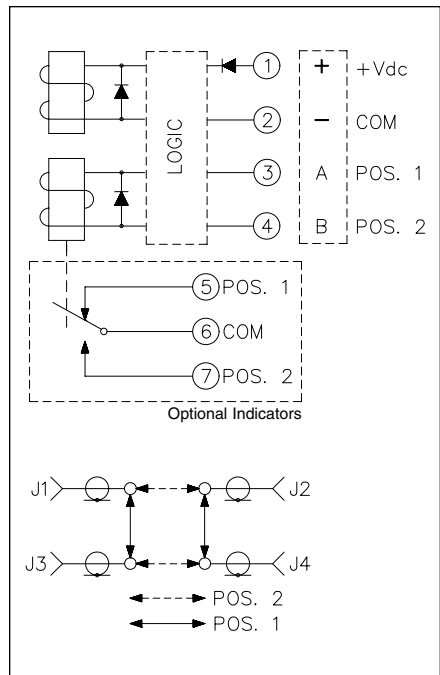 1 + +Vdc
2 − COM
LOGIC
3 A POS. 1
4 B POS. 2
5 POS. 1
6 COM
7 POS. 2
Optional Indicators
J1 J2
J3 J4
POS. 2
POS. 1